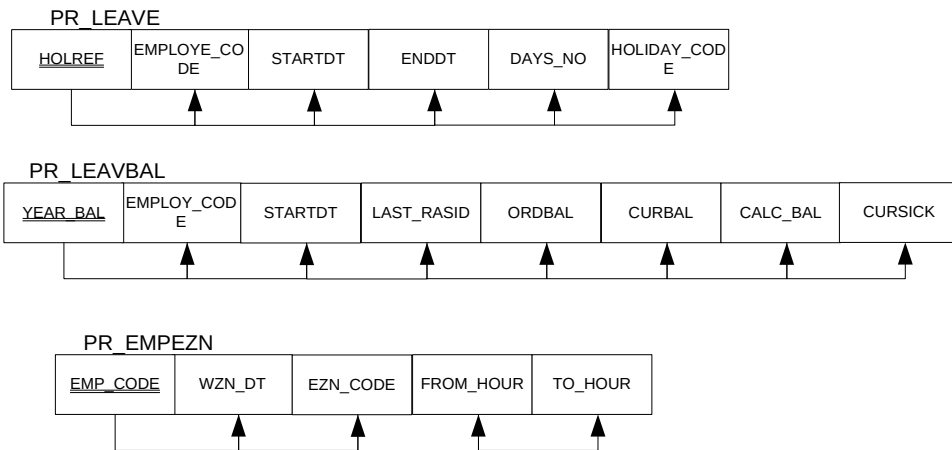 PR_LEAVE
HOLREF EMPLOYE_CO
DE STARTDT ENDDT DAYS_NO HOLIDAY_COD
E
PR_LEAVBAL
YEAR_BAL EMPLOY_COD
E STARTDT LAST_RASID ORDBAL CURBAL CALC_BAL CURSICK
PR_EMPEZN
EMP_CODE WZN_DT EZN_CODE FROM_HOUR TO_HOUR